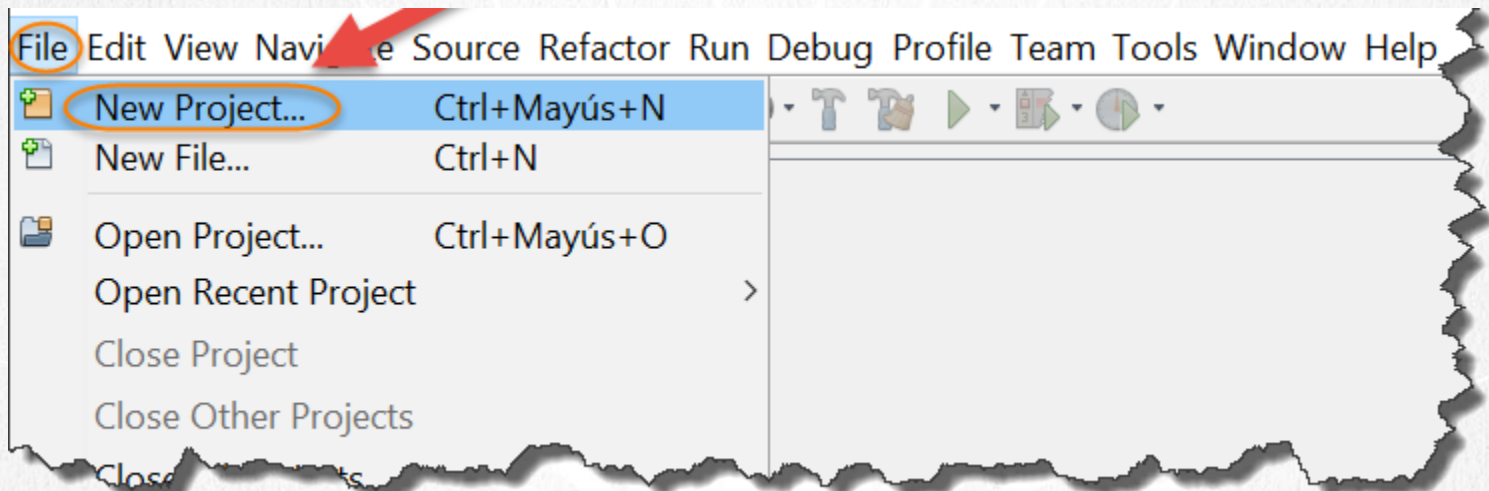 File Edit View Source Refactor Run Debug Profile Team Tools Window Help
New Project... Ctrl+Mayús+N
New File... Ctrl+N
Open Project... Ctrl+Mayús+O
Open Recent Project
Close Project
Close Other Projects